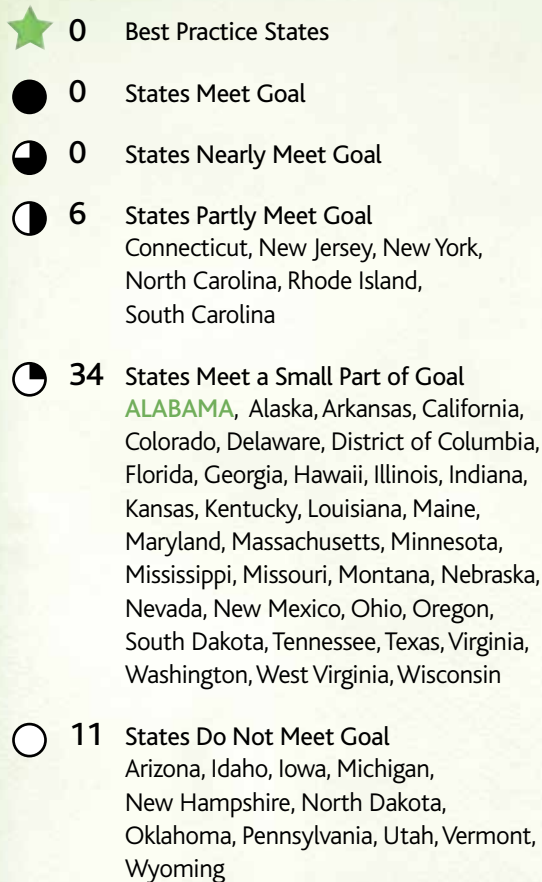 0 Best Practice States
0 States Meet Goal
0 States Nearly Meet Goal
6 States Partly Meet Goal
Connecticut, New Jersey, New York,
North Carolina, Rhode Island,
South Carolina
34 States Meet a Small Part of Goal
ALABAMA, Alaska, Arkansas, California,
Colorado, Delaware, District of Columbia,
Florida, Georgia, Hawaii, Illinois, Indiana,
Kansas, Kentucky, Louisiana, Maine,
Maryland, Massachusetts, Minnesota,
Mississippi, Missouri, Montana, Nebraska,
Nevada, New Mexico, Ohio, Oregon,
South Dakota, Tennessee, Texas, Virginia,
Washington, West Virginia, Wisconsin
11 States Do Not Meet Goal
Arizona, Idaho, Iowa, Michigan,
New Hampshire, North Dakota,
Oklahoma, Pennsylvania, Utah, Vermont,
Wyoming